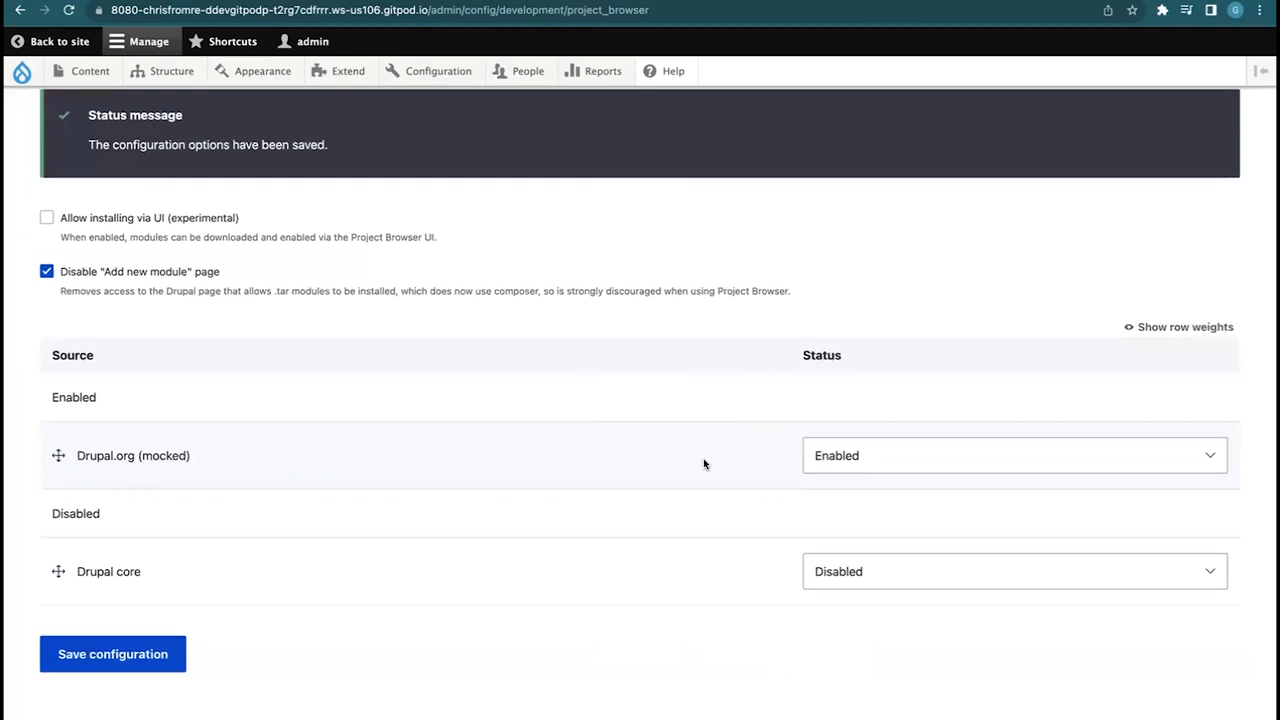 8080-chrisfromre-ddevgitpodp-t2rg7cdfrrr.ws-us106.gitpod.io/admin/config/development/project_browser
G
Back to site Manage Shortcuts admin
Content Structure Appearance Extend Configuration People Reports Help
Status message
The configuration options have been saved.
Allow installing via UI (experimental)
When enabled, modules can be downloaded and enabled via the Project Browser UI.
Disable "Add new module" page
Removes access to the Drupal page that allows .tar modules to be installed, which does now use composer, so is strongly discouraged when using Project Browser.
Show row weights
Source Status
Enabled
Drupal.org (mocked) Enabled
Disabled
Drupal core Disabled
Save configuration